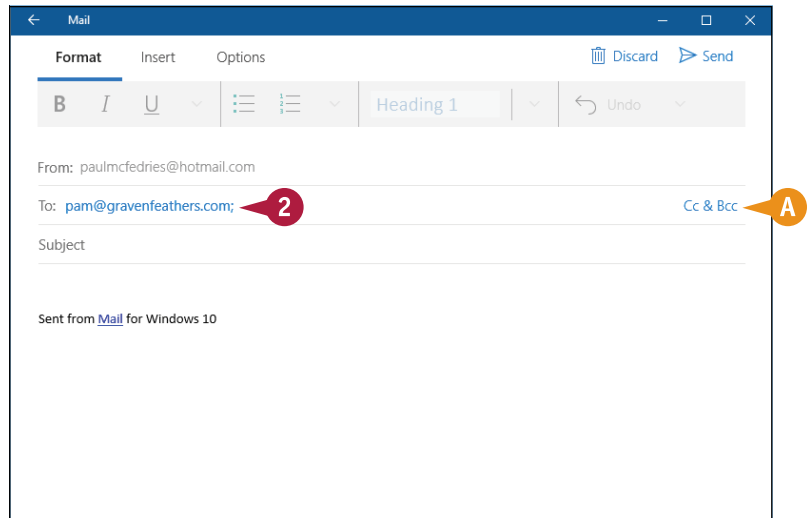 Mail
Format Insert Options Discard Send
B I U Heading 1 Undo
From: paulmcfedries@hotmail.com
To: pam@gravenfeathers.com; 2 Cc & Bcc A
Subject
Sent from Mail for Windows 10